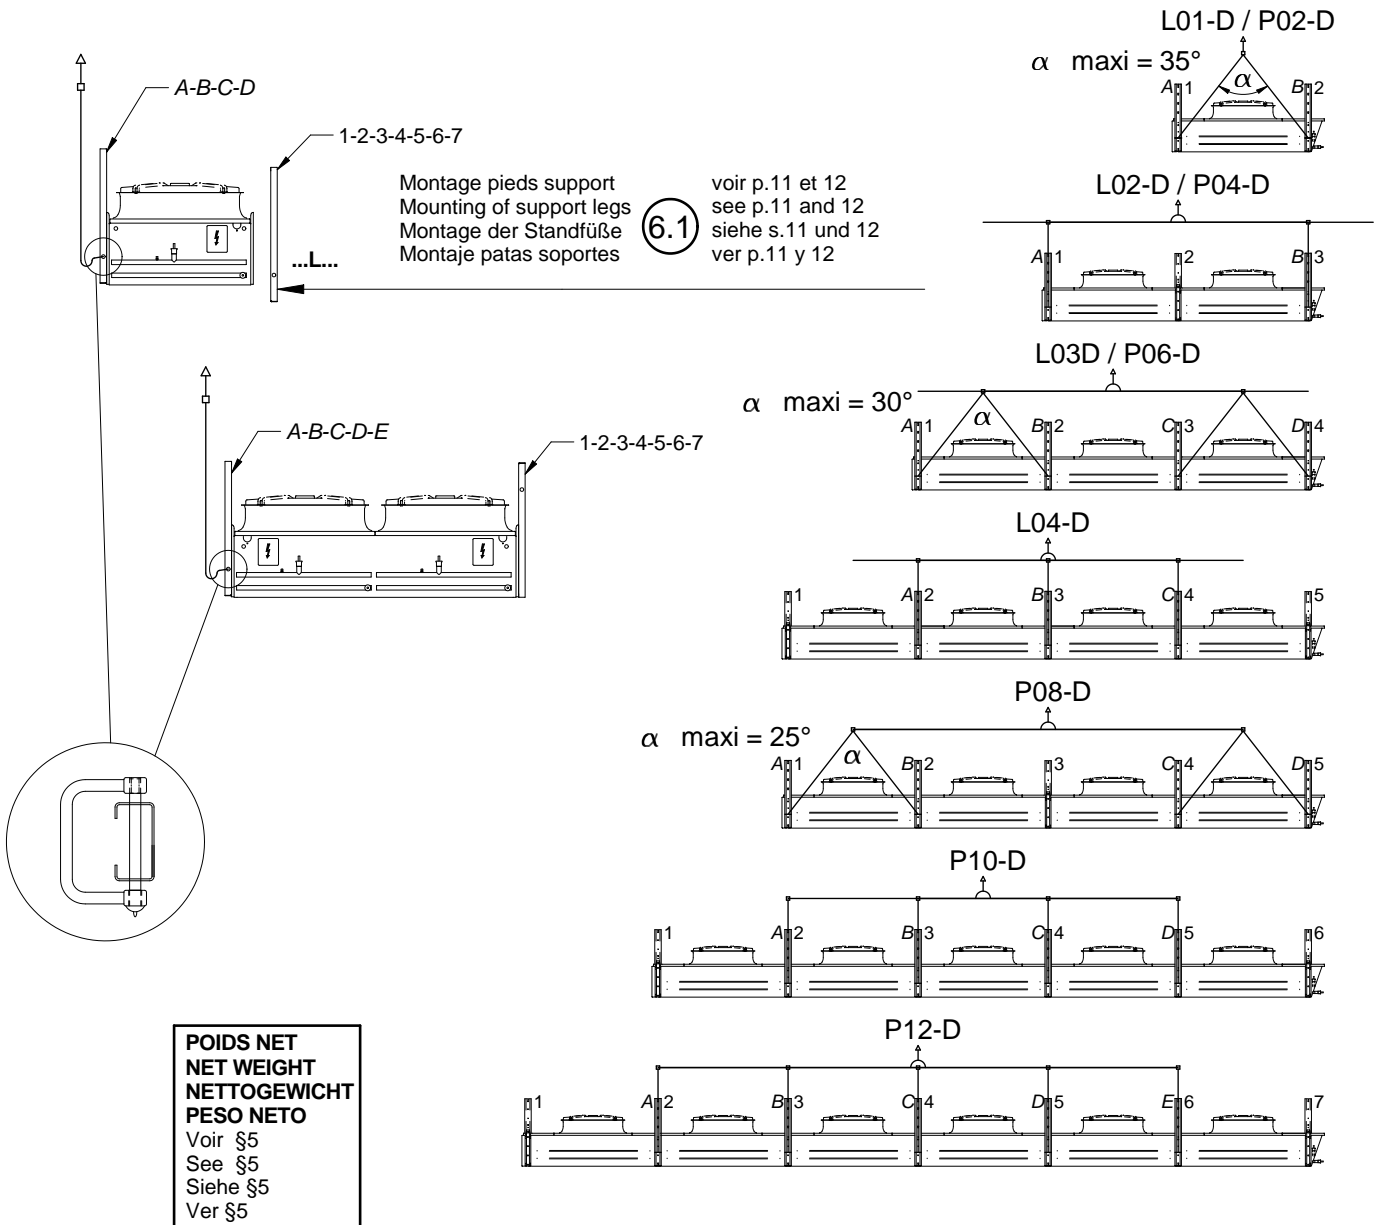 L01-D / P02-D
α maxi = 35°
α
A 1
B 2
A-B-C-D
1-2-3-4-5-6-7
Montage pieds support
Mounting of support legs
Montage der Standfüße
Montaje patas soportes
6.1
voir p.11 et 12
see p.11 and 12
siehe s.11 und 12
ver p.11 y 12
...L...
L02-D / P04-D
A 1
2
B 3
L03D / P06-D
α maxi = 30°
α
A 1
B 2
C 3
D 4
A-B-C-D-E
1-2-3-4-5-6-7
L04-D
1
A 2
B 3
C 4
5
P08-D
α maxi = 25°
α
A 1
B 2
3
C 4
D 5
P10-D
1
A 2
B 3
C 4
D 5
6
P12-D
1
A 2
B 3
C 4
D 5
E 6
7
POIDS NET
NET WEIGHT
NETTOGEWICHT
PESO NETO
Voir §5
See §5
Siehe §5
Ver §5